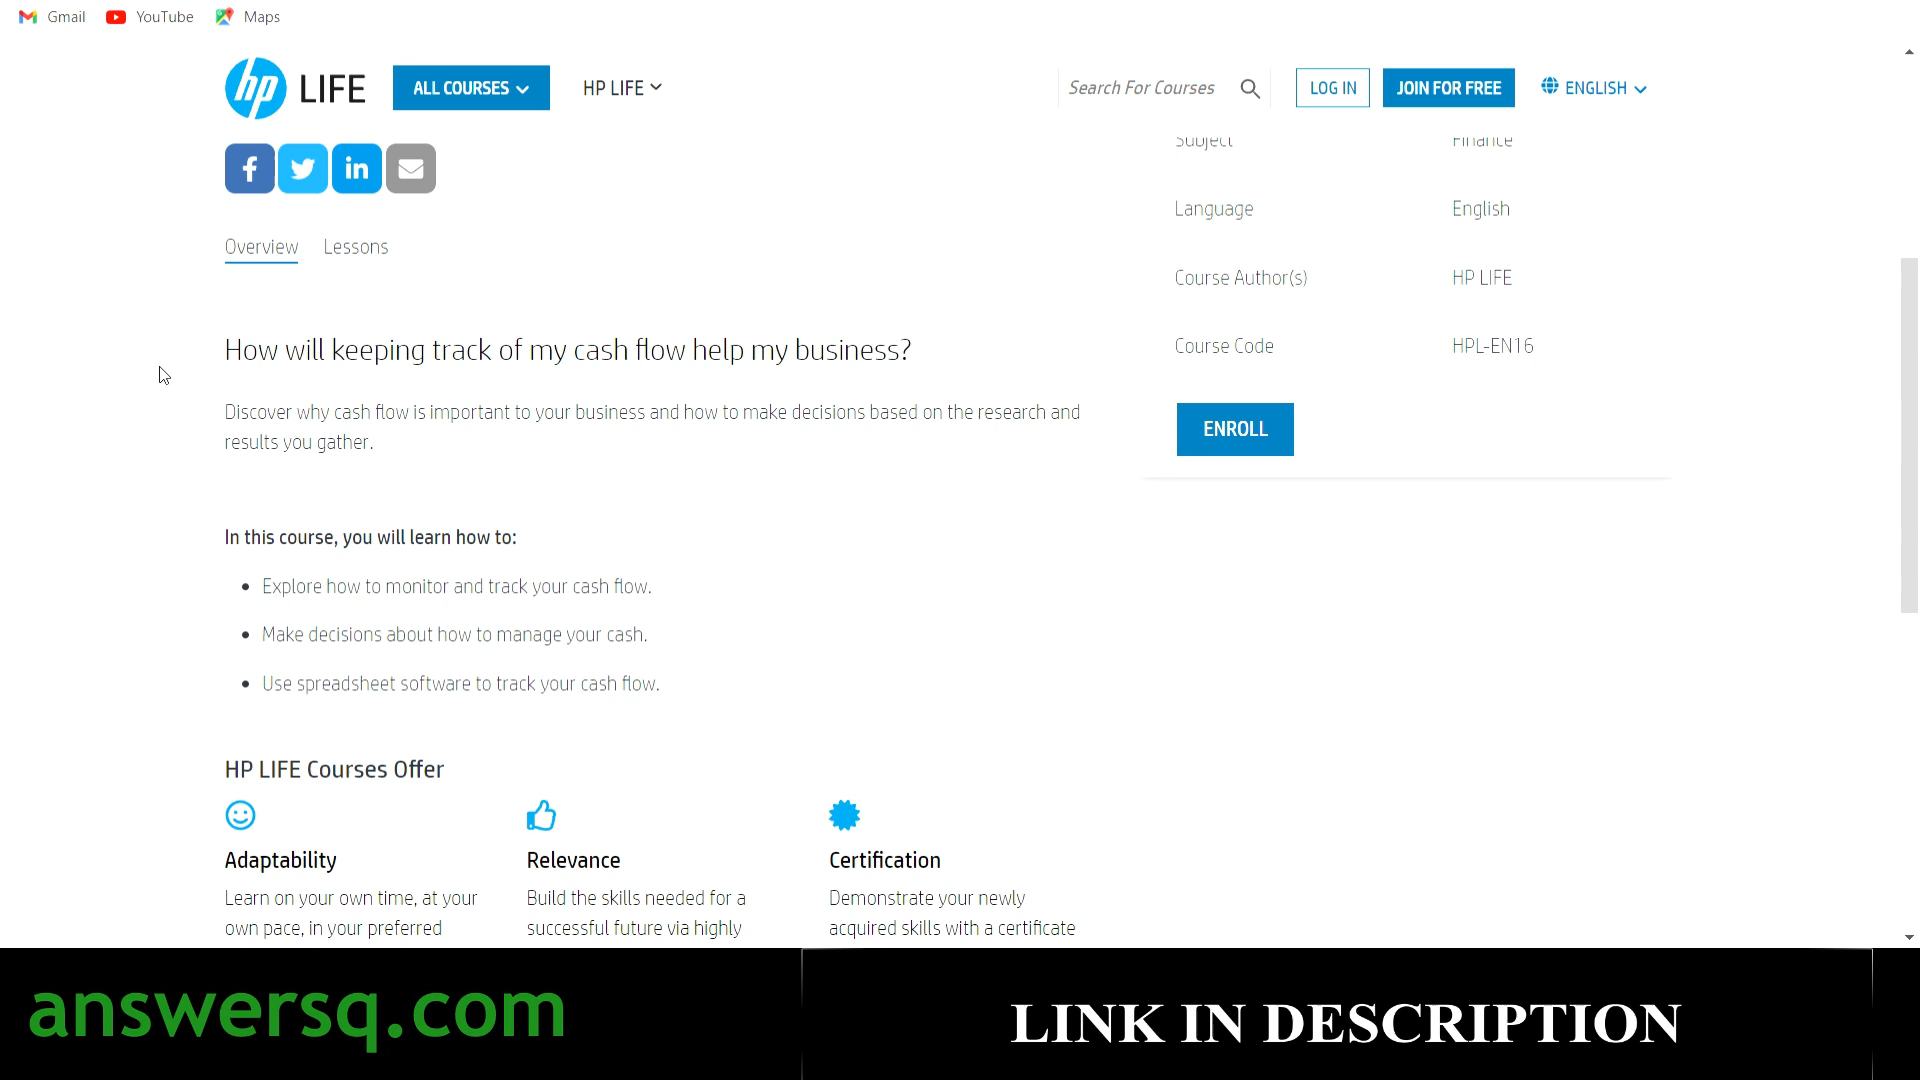 Gmail YouTube Maps
hp LIFE ALL COURSES HP LIFE Search For Courses LOG IN JOIN FOR FREE ENGLISH
Subject Finance
Language English
Course Author(s) HP LIFE
Course Code HPL-EN16
ENROLL
Overview Lessons
How will keeping track of my cash flow help my business?
Discover why cash flow is important to your business and how to make decisions based on the research and
results you gather.
In this course, you will learn how to:
Explore how to monitor and track your cash flow.
Make decisions about how to manage your cash.
Use spreadsheet software to track your cash flow.
HP LIFE Courses Offer
Adaptability
Learn on your own time, at your
own pace, in your preferred
Relevance
Build the skills needed for a
successful future via highly
Certification
Demonstrate your newly
acquired skills with a certificate
answersq.com
LINK IN DESCRIPTION